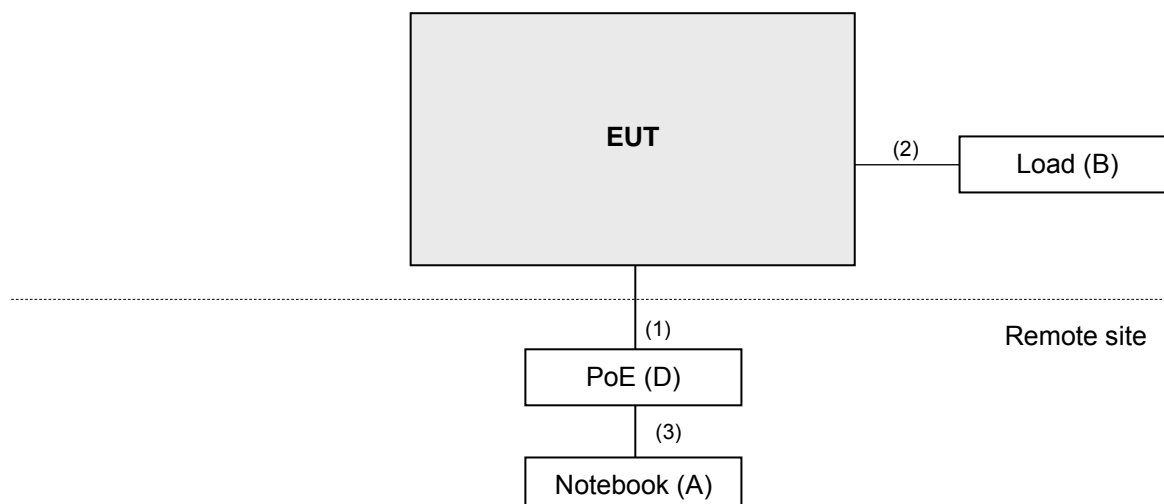 EUT
(2)
Load (B)
Remote site
(1)
PoE (D)
(3)
Notebook (A)